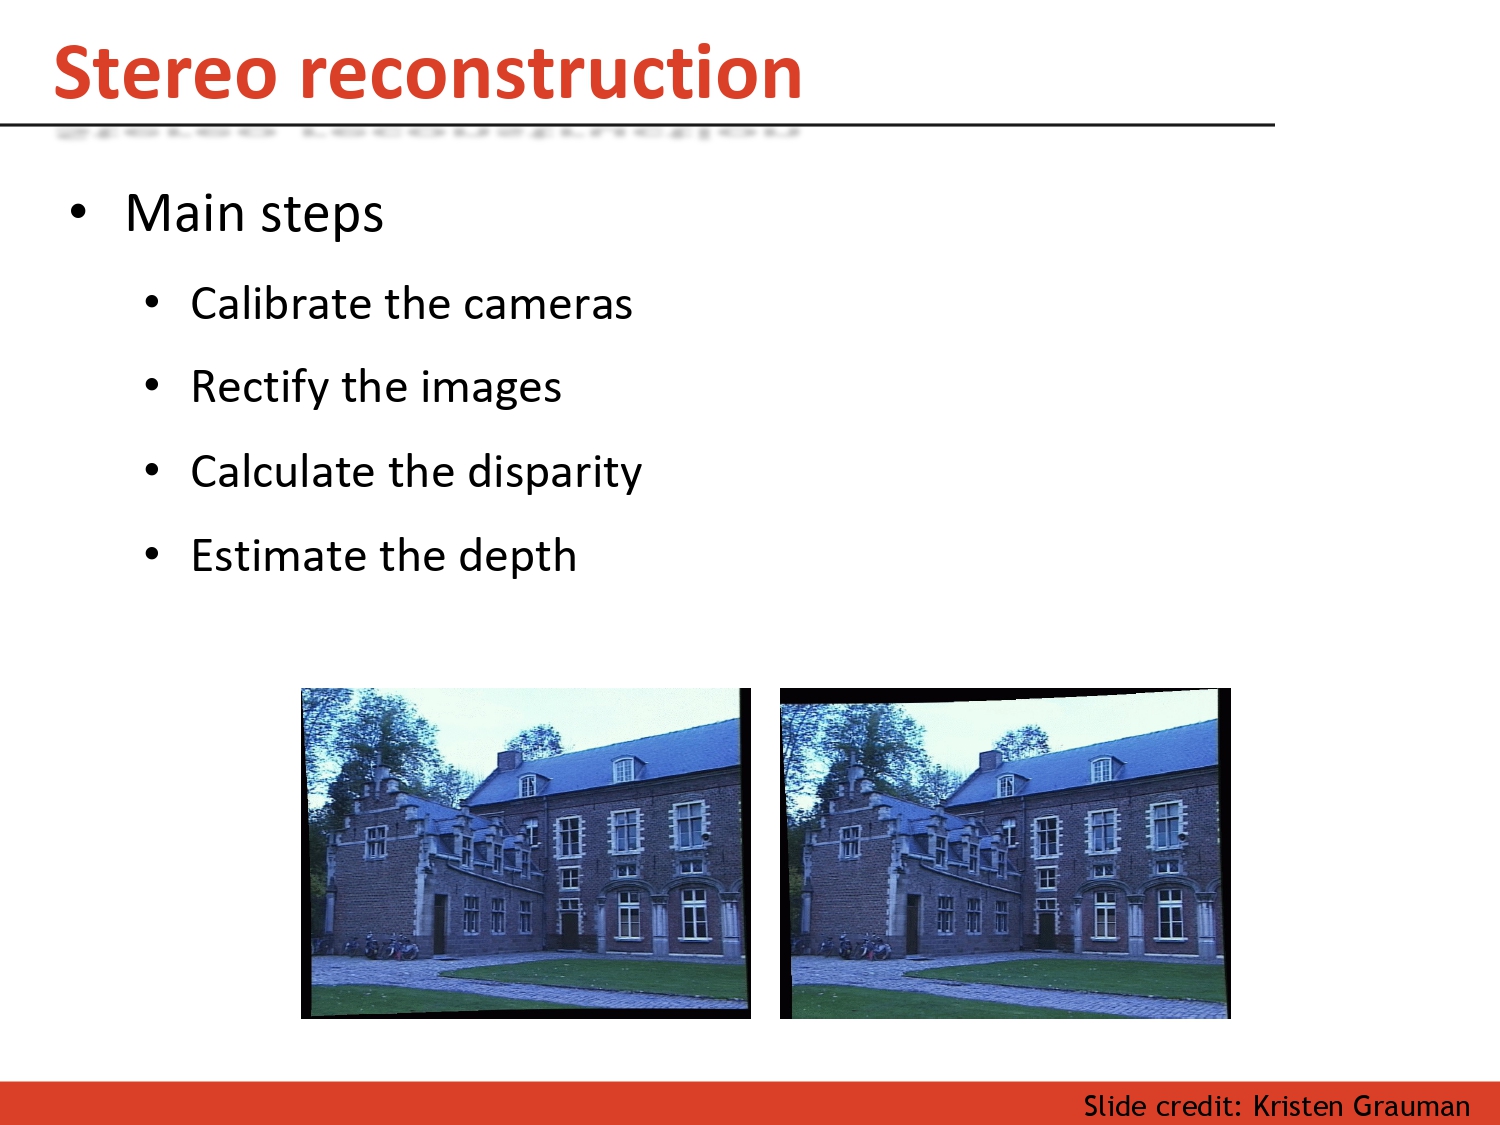 Stereo reconstruction
• Main steps
• Calibrate the cameras
• Rectify the images
• Calculate the disparity
• Estimate the depth
Slide credit: Kristen Grauman